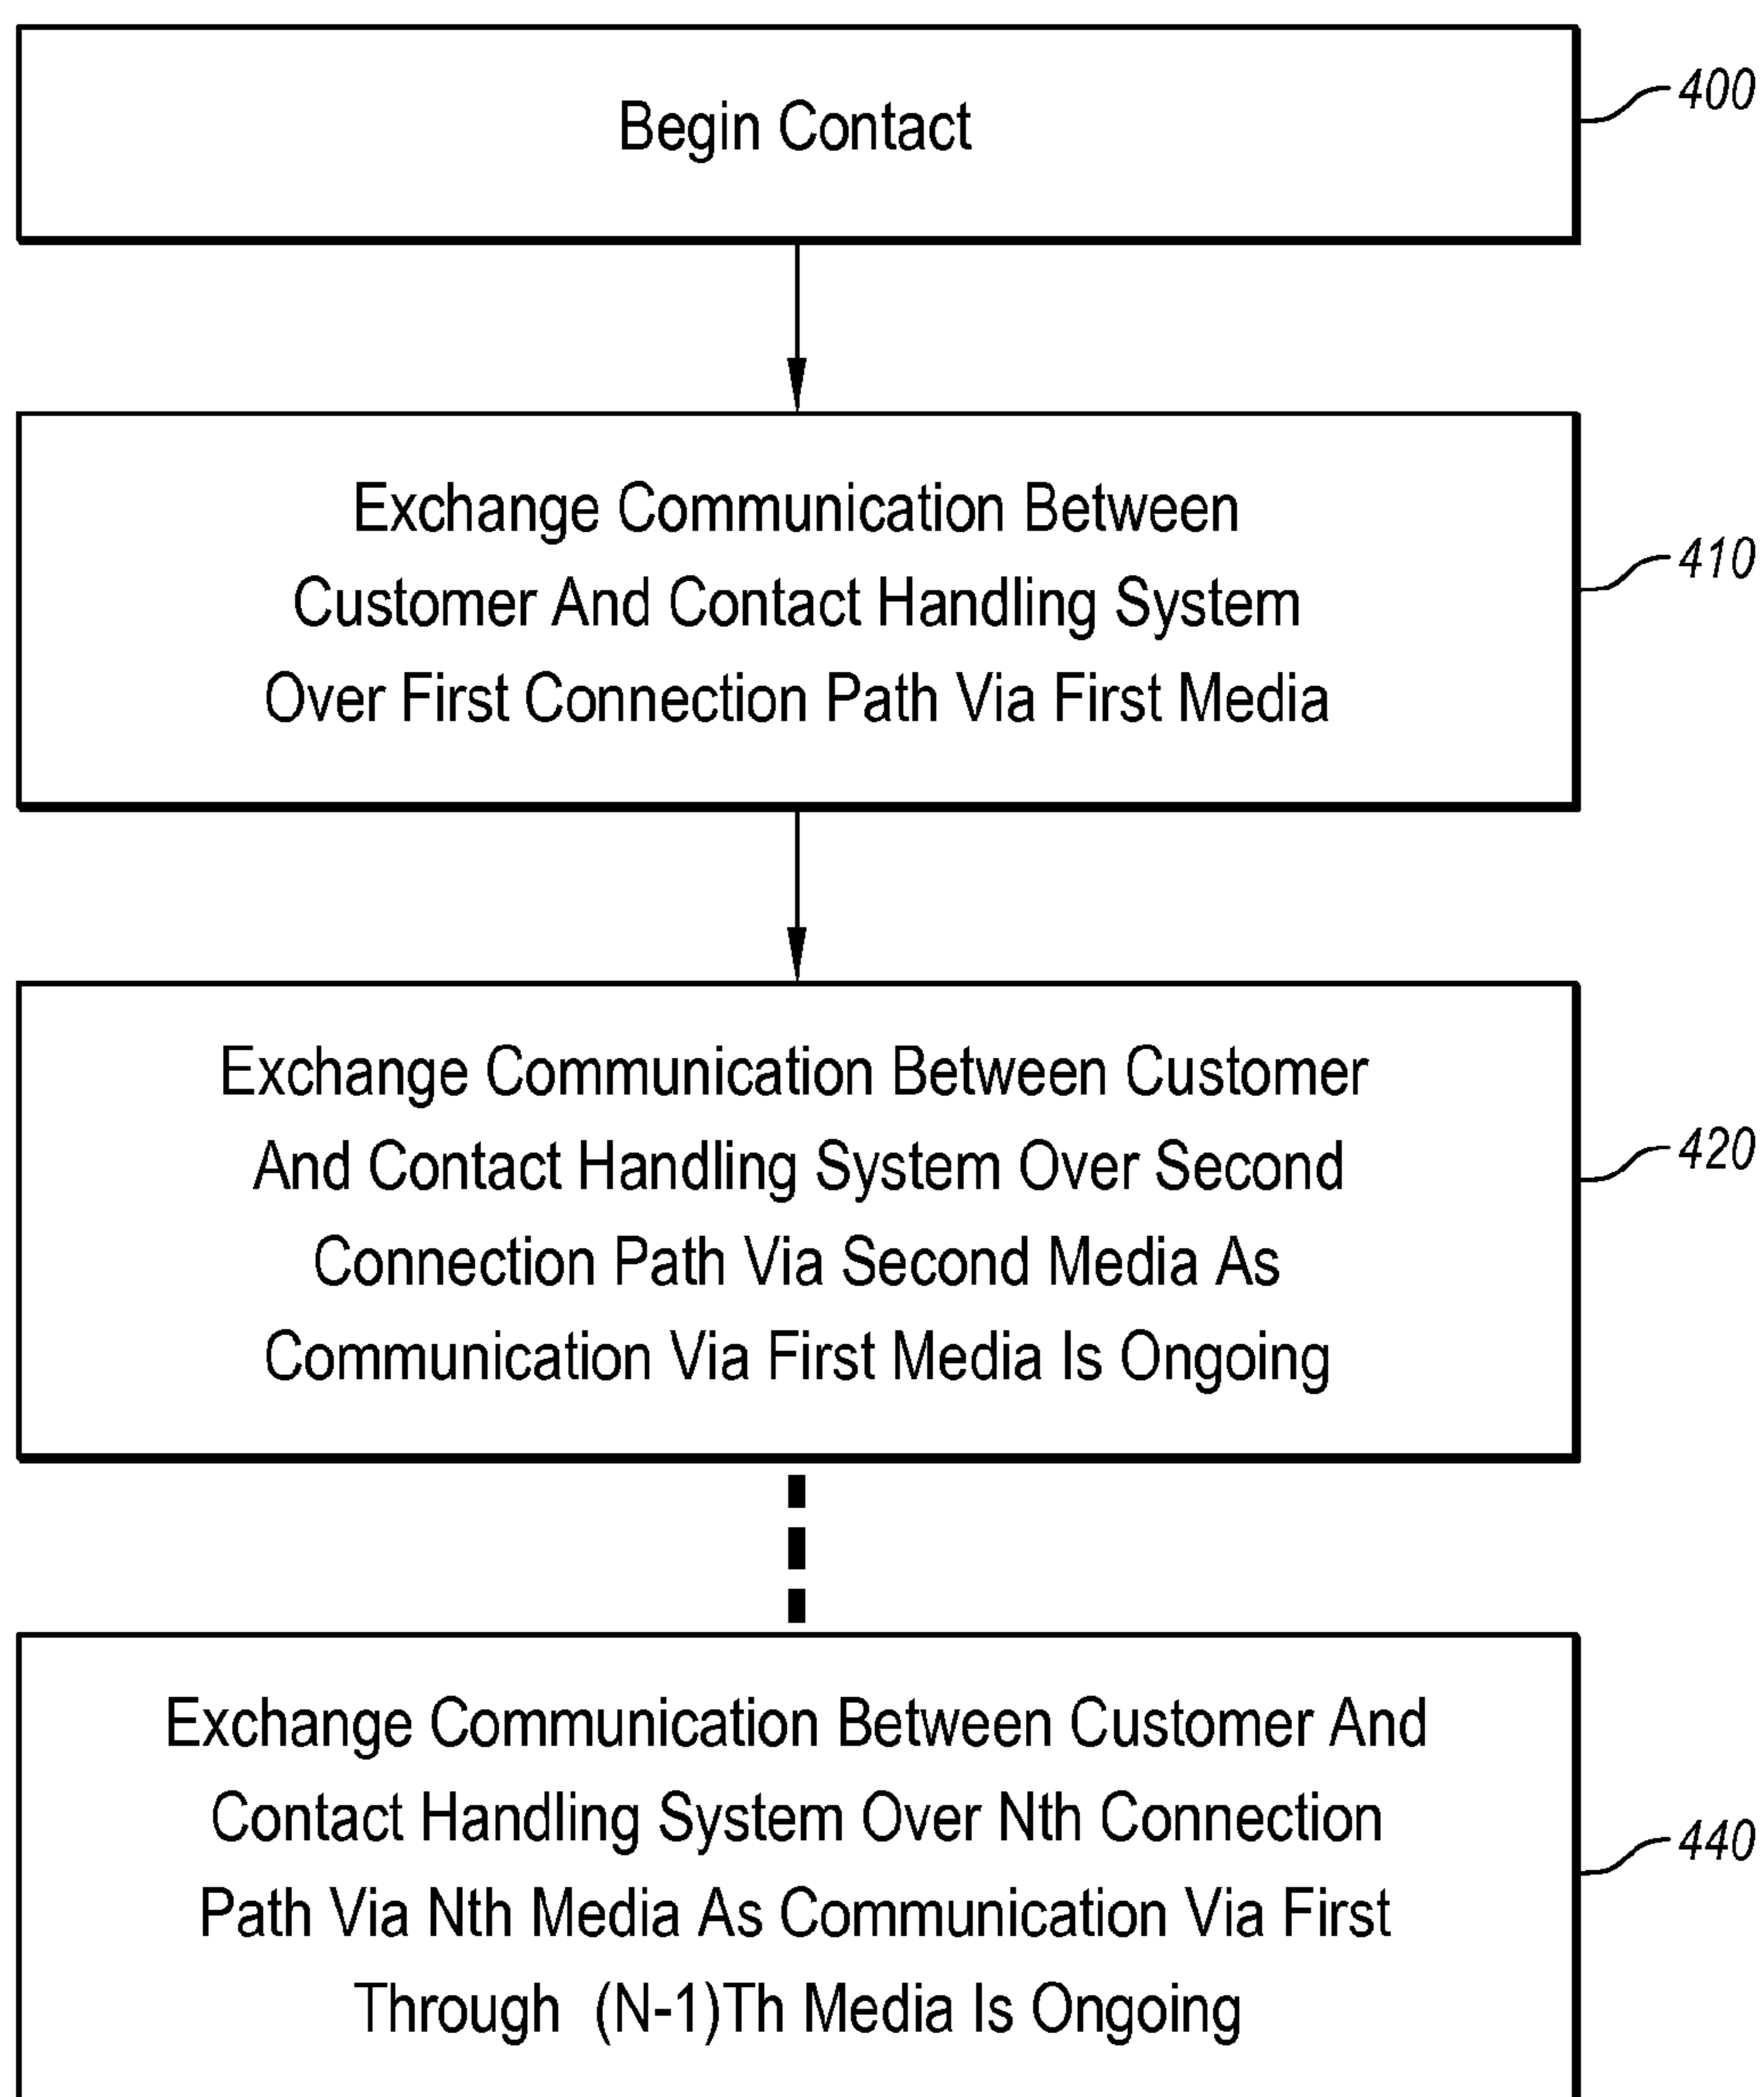 Begin Contact
400
Exchange Communication Between
Customer And Contact Handling System
Over First Connection Path Via First Media
410
Exchange Communication Between Customer
And Contact Handling System Over Second
Connection Path Via Second Media As
Communication Via First Media Is Ongoing
420
Exchange Communication Between Customer And
Contact Handling System Over Nth Connection
Path Via Nth Media As Communication Via First
Through (N-1)Th Media Is Ongoing
440